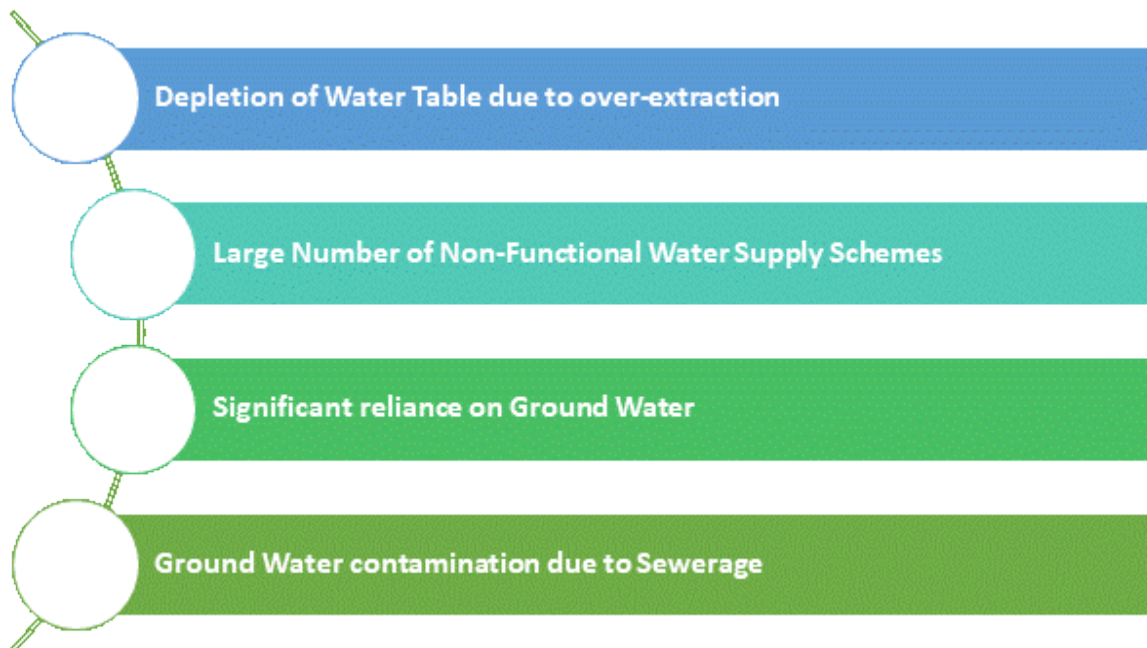 Depletion of Water Table due to over-extraction
Large Number of Non-Functional Water Supply Schemes
Significant reliance on Ground Water
Ground Water contamination due to Sewerage